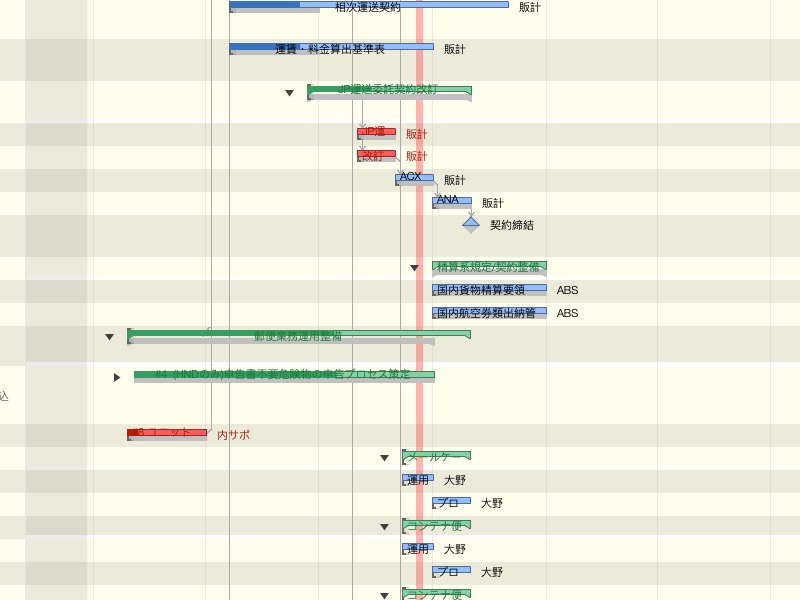 相次運送契約 販計
運賃・料金算出基準表 販計
JP運送委託契約改訂
JP運 販計
改訂 販計
ACX 販計
ANA 販計
契約締結
精算系規定/契約整備
国内貨物精算要領 ABS
国内航空券類出納管 ABS
郵便業務運用整備
#4 (HNDのみ)申告書不要危険物の申告プロセス策定
込
#3 ユニット 内サポ
メールケー
運用 大野
プロ 大野
コンテナ便
運用 大野
プロ 大野
コンテナ便